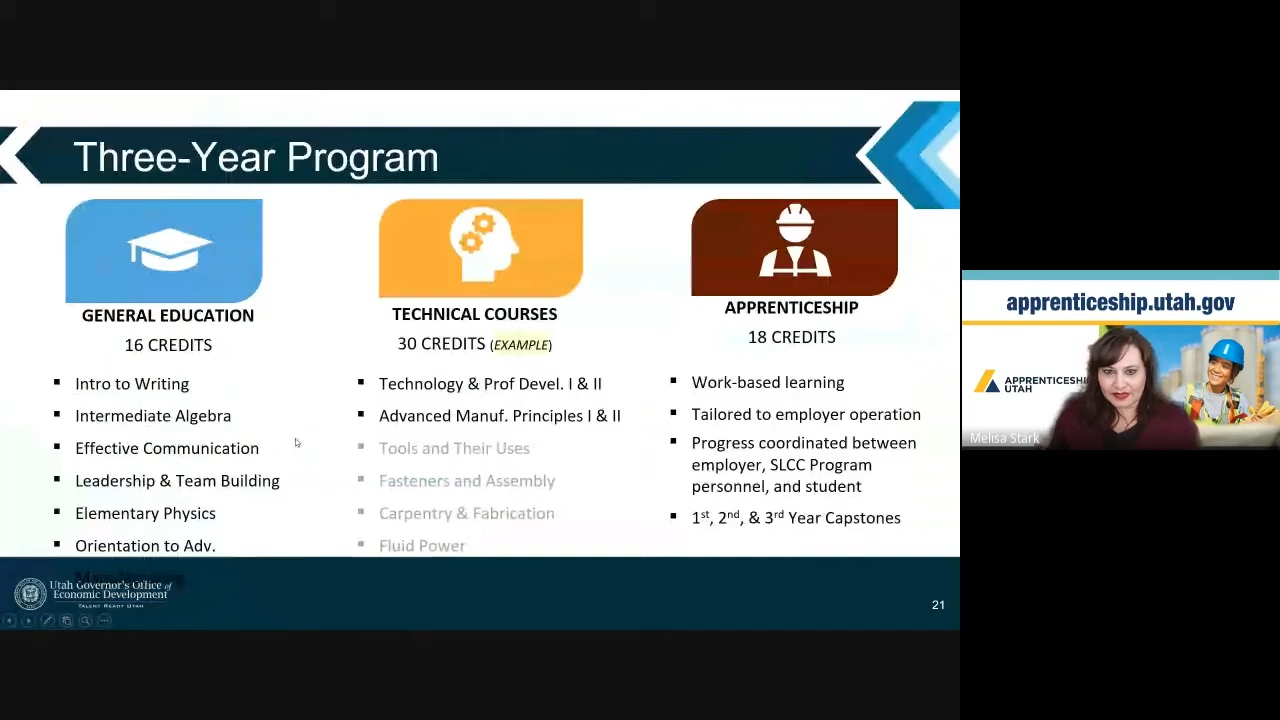 Three-Year Program
GENERAL EDUCATION
16 CREDITS
Intro to Writing
Intermediate Algebra
Effective Communication
Leadership & Team Building
Elementary Physics
Orientation to Adv.
TECHNICAL COURSES
30 CREDITS (EXAMPLE)
Technology & Prof Devel. I & II
Advanced Manuf. Principles I & II
Tools and Their Uses
Fasteners and Assembly
Carpentry & Fabrication
Fluid Power
APPRENTICESHIP
18 CREDITS
Work-based learning
Tailored to employer operation
Progress coordinated between
employer, SLCC Program
personnel, and student
1st, 2nd, & 3rd Year Capstones
Utah Governor's Office of
Economic Development
TALENT READY UTAH
21
apprenticeship.utah.gov
APPRENTICESHI
UTAH
Melisa Stark